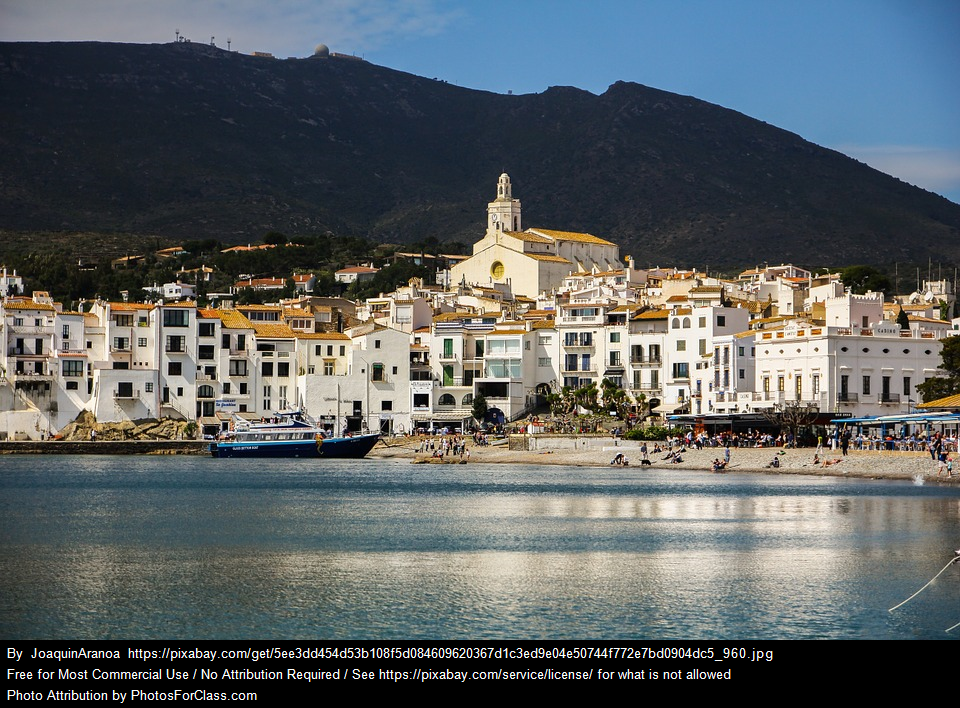 CASINO
By JoaquinAranoa https://pixabay.com/get/5ee3dd454d53b108f5d084609620367d1c3ed9e04e50744f772e7bd0904dc5_960.jpg
Free for Most Commercial Use / No Attribution Required / See https://pixabay.com/service/license/ for what is not allowed
Photo Attribution by PhotosForClass.com